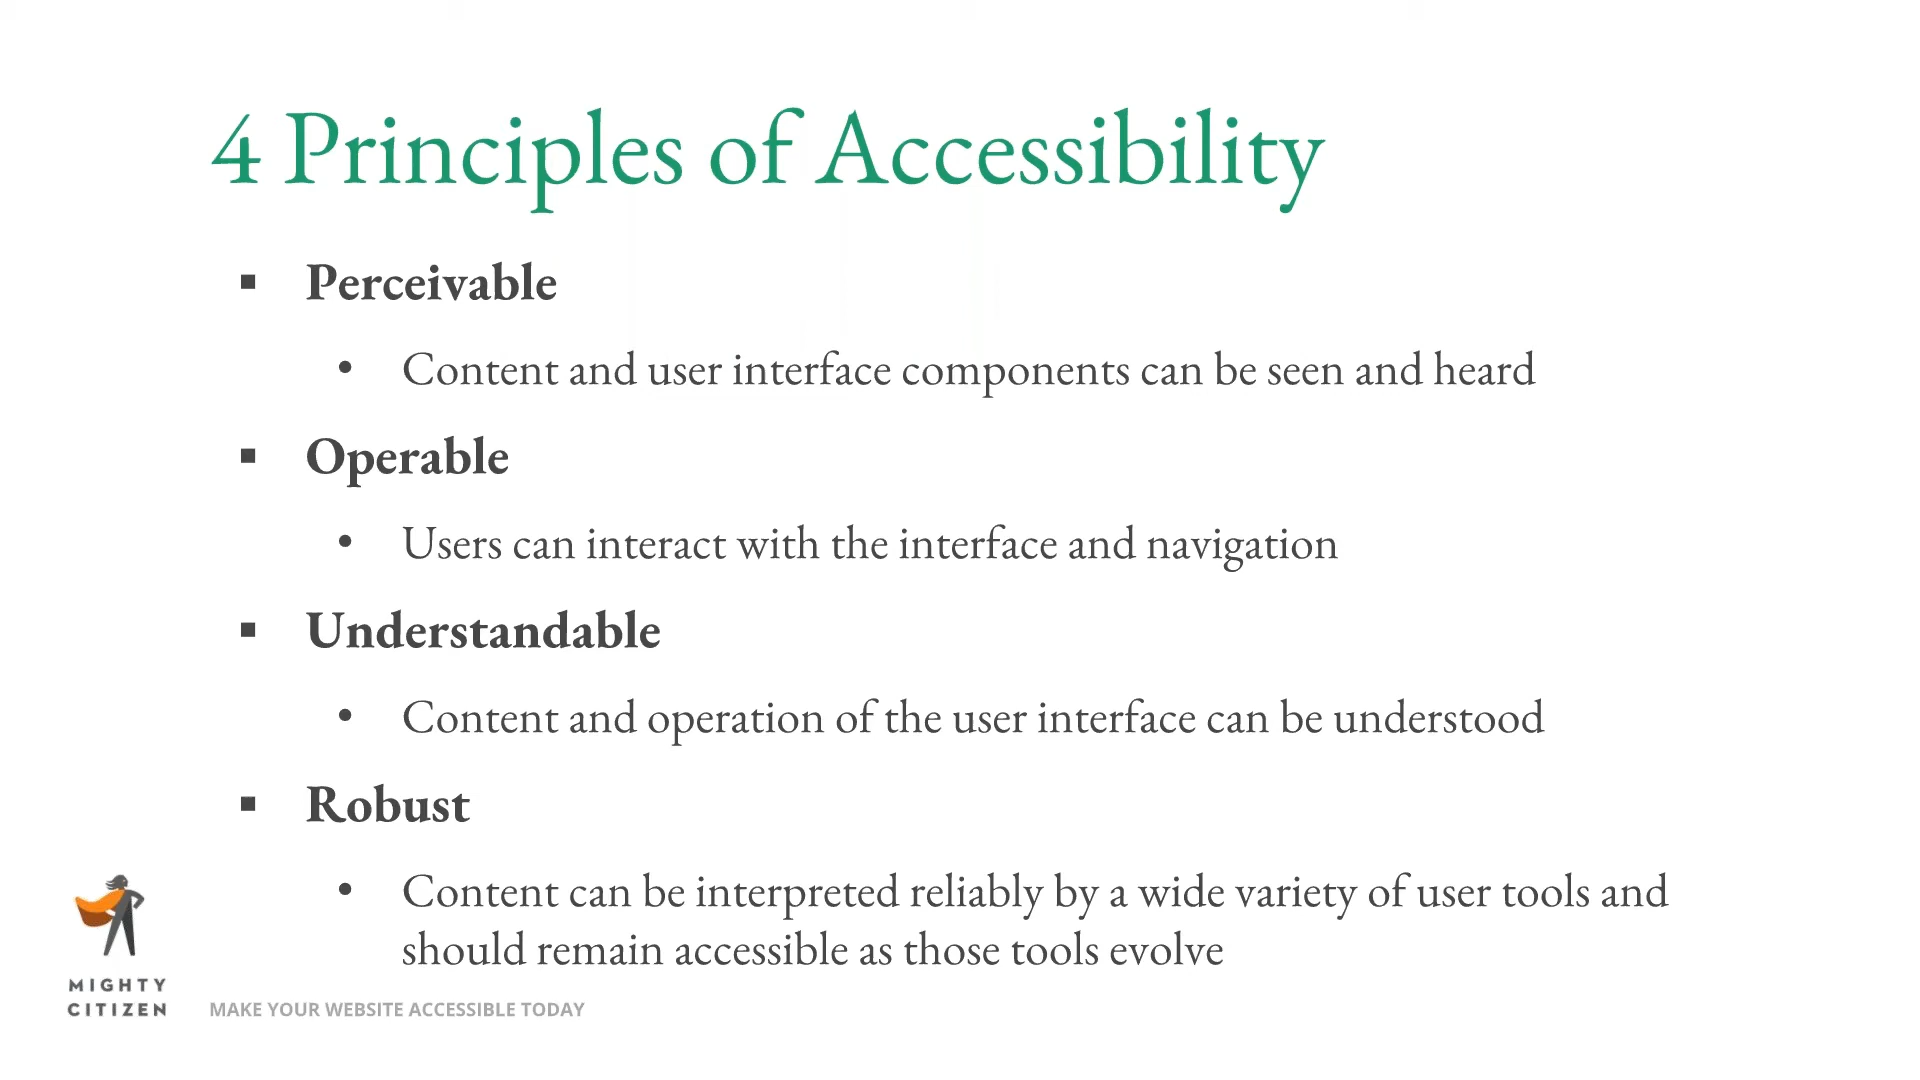 4 Principles of Accessibility
▪ Perceivable
• Content and user interface components can be seen and heard
▪ Operable
• Users can interact with the interface and navigation
▪ Understandable
• Content and operation of the user interface can be understood
▪ Robust
• Content can be interpreted reliably by a wide variety of user tools and
should remain accessible as those tools evolve
MIGHTY
CITIZEN
MAKE YOUR WEBSITE ACCESSIBLE TODAY